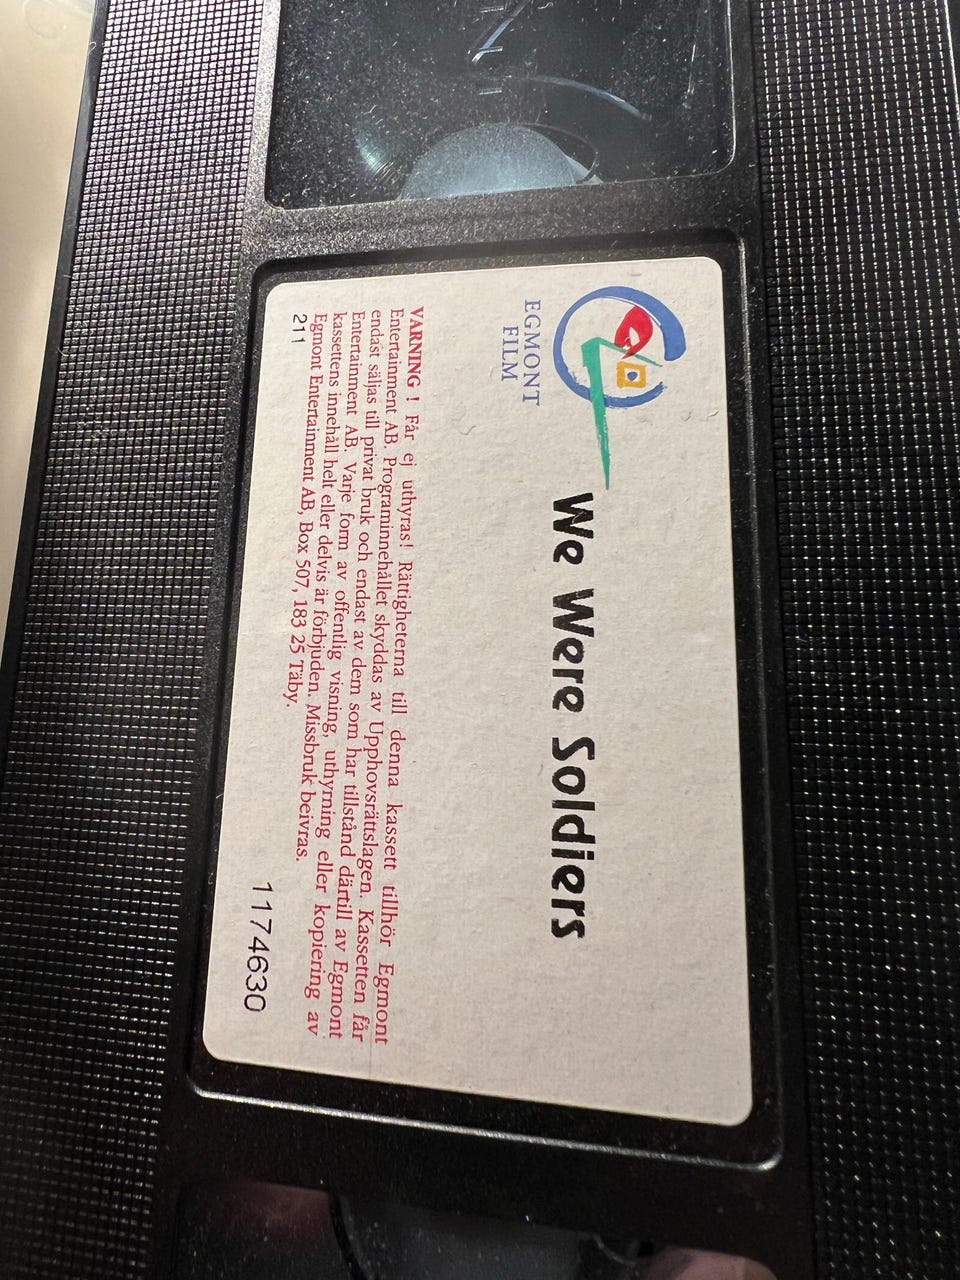 EGMONT
FILM
We Were Soldiers
VARNING ! Får ej uthyras! Rättigheterna till denna kassett tillhör Egmont
Entertainment AB. Programinnehållet skyddas av Upphovsrättslagen. Kassetten får
endast säljas till privat bruk och endast av dem som har tillstånd därtill av Egmont
Entertainment AB. Varje form av offentlig visning, uthyrning eller kopiering av
kassettens innehåll helt eller delvis är förbjuden. Missbruk beivras.
Egmont Entertainment AB, Box 507, 183 25 Täby.
211
1174630